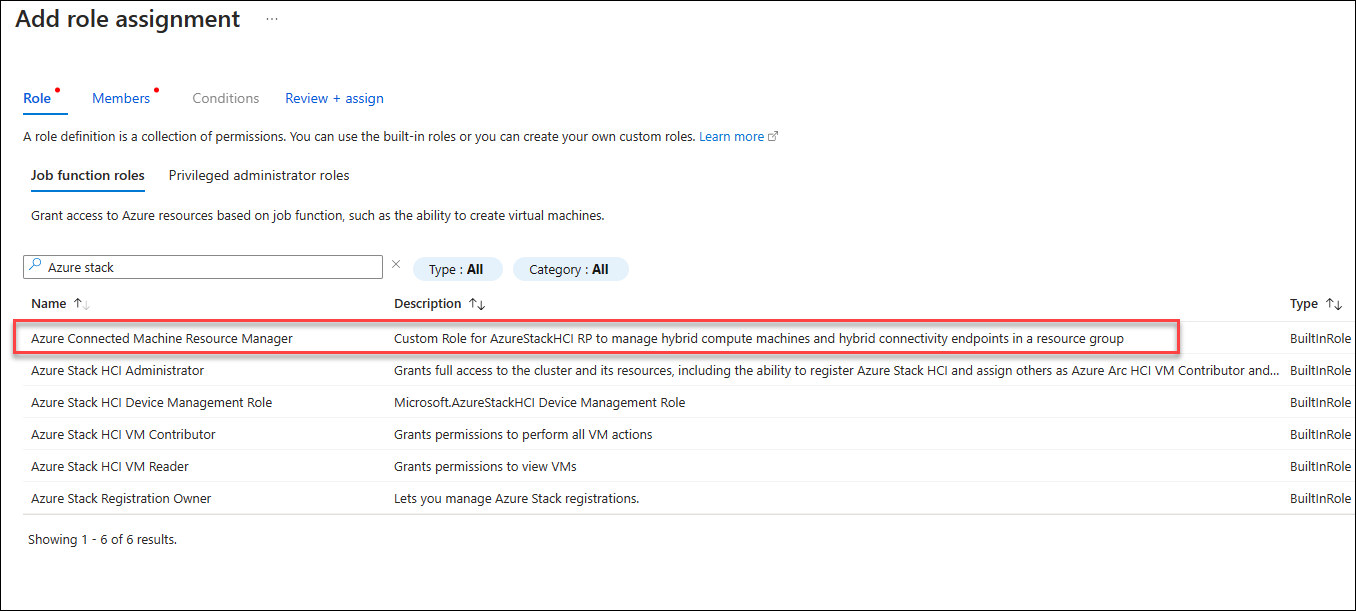 Add role assignment ...
Role Members Conditions Review + assign
A role definition is a collection of permissions. You can use the built-in roles or you can create your own custom roles. Learn more
Job function roles Privileged administrator roles
Grant access to Azure resources based on job function, such as the ability to create virtual machines.
Azure stack Type : All Category : All
Name Description Type
Azure Connected Machine Resource Manager Custom Role for AzureStackHCI RP to manage hybrid compute machines and hybrid connectivity endpoints in a resource group BuiltInRole
Azure Stack HCI Administrator Grants full access to the cluster and its resources, including the ability to register Azure Stack HCI and assign others as Azure Arc HCI VM Contributor and... BuiltInRole
Azure Stack HCI Device Management Role Microsoft.AzureStackHCI Device Management Role BuiltInRole
Azure Stack HCI VM Contributor Grants permissions to perform all VM actions BuiltInRole
Azure Stack HCI VM Reader Grants permissions to view VMs BuiltInRole
Azure Stack Registration Owner Lets you manage Azure Stack registrations. BuiltInRole
Showing 1 - 6 of 6 results.